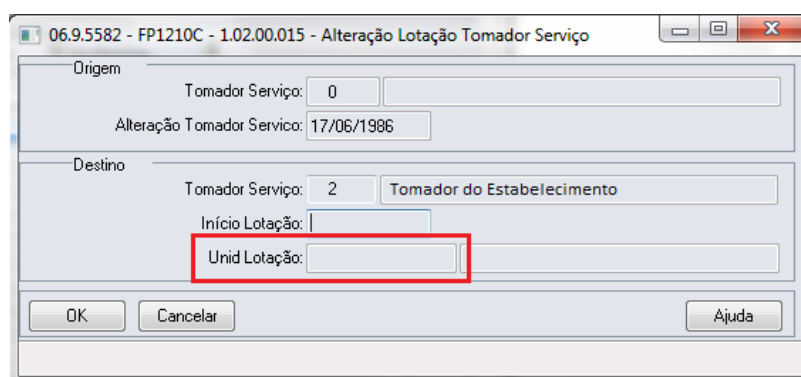 06.9.5582 - FP1210C - 1.02.00.015 - Alteração Lotação Tomador Serviço
Origem
Tomador Serviço: 0
Alteração Tomador Servico: 17/06/1986
Destino
Tomador Serviço: 2 Tomador do Estabelecimento
Início Lotação:
Unid Lotação:
OK Cancelar Ajuda